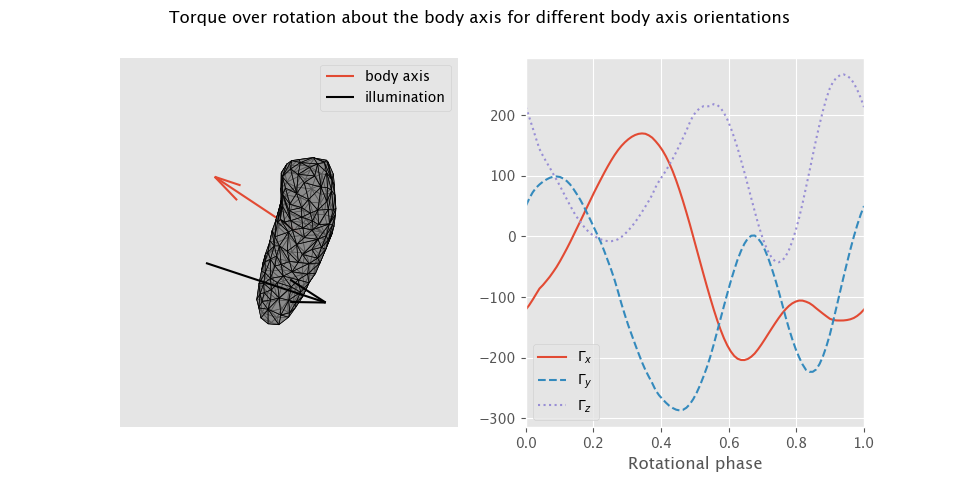 Torque over rotation about the body axis for different body axis orientations
body axis
illumination
200
100
0
−100
−200
−300
Γx
Γy
Γz
0.0 0.2 0.4 0.6 0.8 1.0
Rotational phase